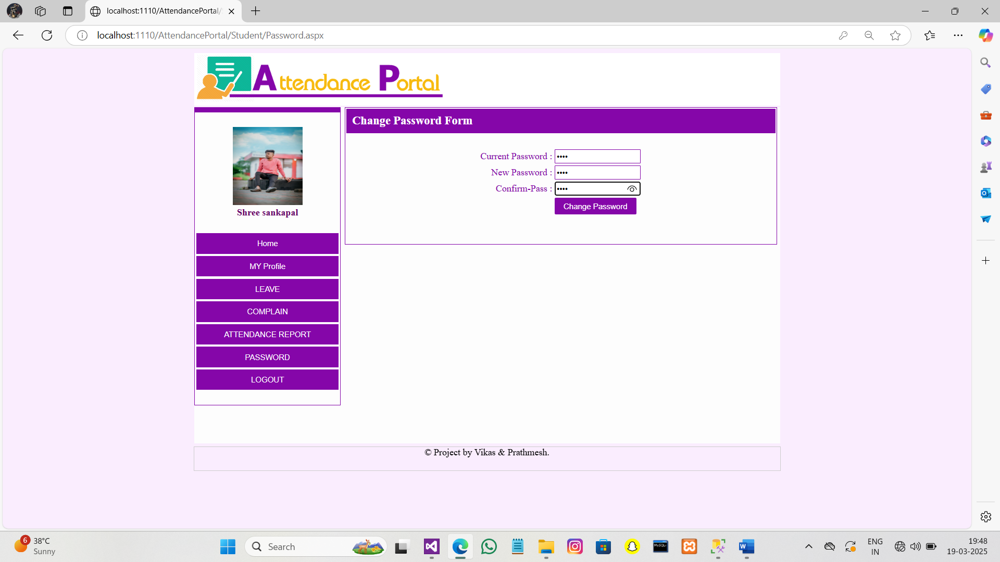 localhost:1110/AttendancePortal/
localhost:1110/AttendancePortal/Student/Password.aspx
Attendance Portal
Shree sankapal
Home
MY Profile
LEAVE
COMPLAIN
ATTENDANCE REPORT
PASSWORD
LOGOUT
Change Password Form
Current Password : ••••
New Password : ••••
Confirm-Pass : ••••
Change Password
© Project by Vikas & Prathmesh.
6
38°C
Sunny
Search
MySQL
ENG
IN
19:48
19-03-2025